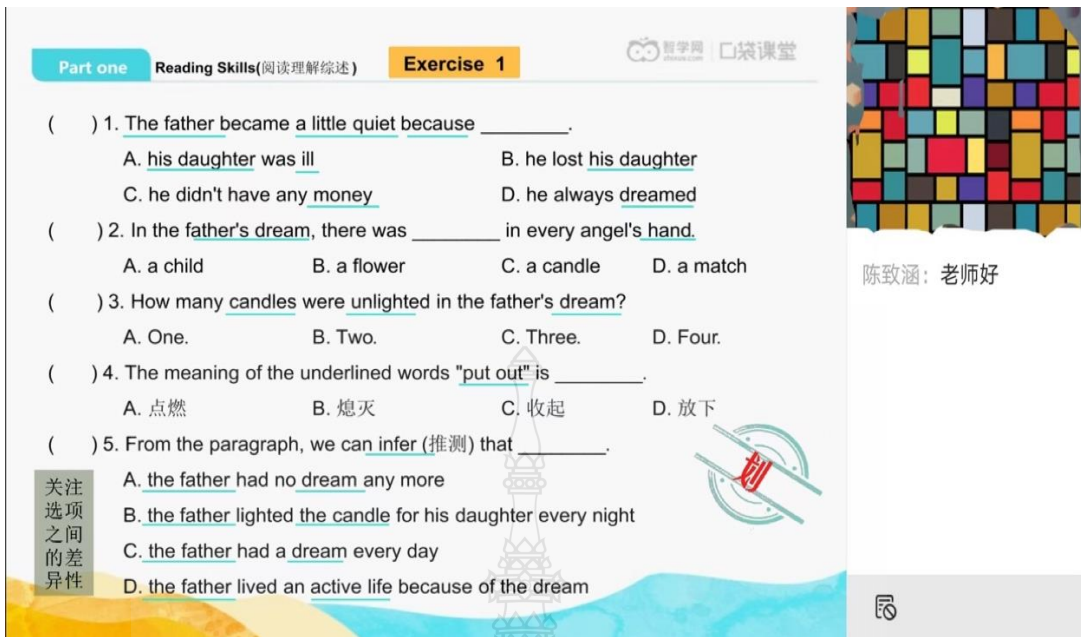 Part one Reading Skills(阅读理解综述) Exercise 1 智学网 zhixue.com 口袋课堂
( ) 1. The father became a little quiet because ________.
A. his daughter was ill B. he lost his daughter
C. he didn't have any money D. he always dreamed
( ) 2. In the father's dream, there was ________ in every angel's hand.
A. a child B. a flower C. a candle D. a match
( ) 3. How many candles were unlighted in the father's dream?
A. One. B. Two. C. Three. D. Four.
( ) 4. The meaning of the underlined words "put out" is ________.
A. 点燃 B. 熄灭 C. 收起 D. 放下
( ) 5. From the paragraph, we can infer (推测) that ________.
A. the father had no dream any more
B. the father lighted the candle for his daughter every night
C. the father had a dream every day
D. the father lived an active life because of the dream
关注
选项
之间
的差
异性
划
陈致涵：老师好